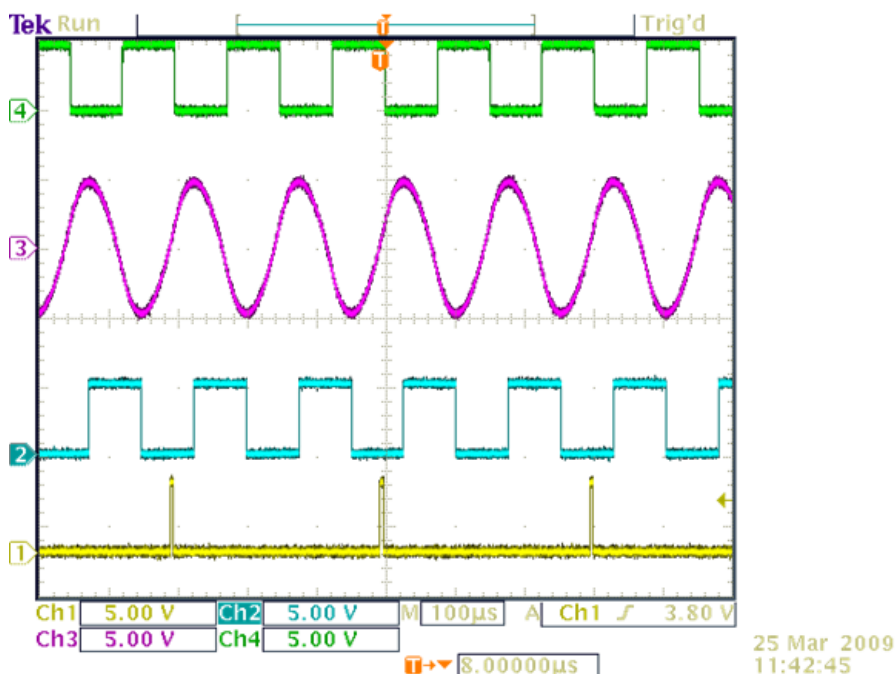 Tek Run Trig'd
T
T
4
3
2
1
Ch1 5.00 V Ch2 5.00 V M 100µs A Ch1 ƒ 3.80 V
Ch3 5.00 V Ch4 5.00 V
T→▼ 8.00000µs
25 Mar 2009
11:42:45